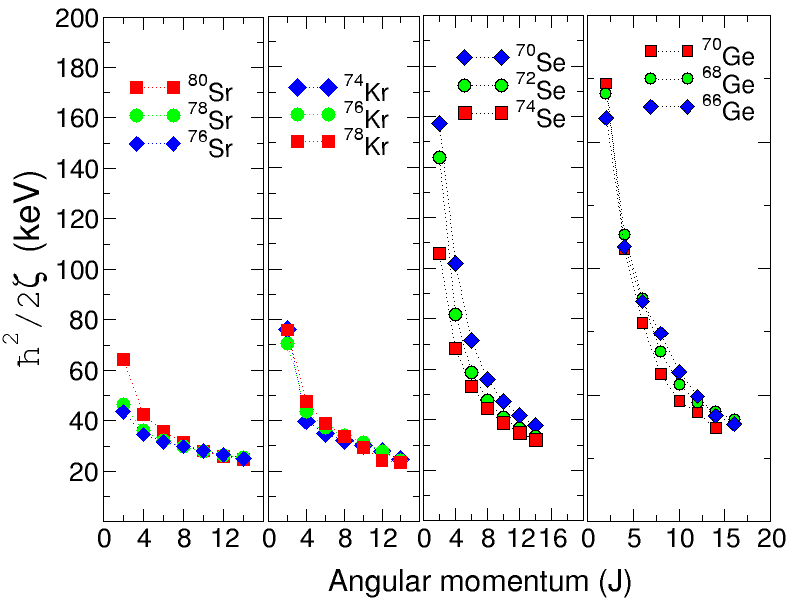 200
180
160
140
120
100
80
60
40
20
ħ²/2ζ (keV)
⁸⁰Sr
⁷⁸Sr
⁷⁶Sr
⁷⁴Kr
⁷⁶Kr
⁷⁸Kr
⁷⁰Se
⁷²Se
⁷⁴Se
⁷⁰Ge
⁶⁸Ge
⁶⁶Ge
0 4 8 12 0 4 8 12 0 4 8 12 16 0 5 10 15 20
Angular momentum (J)